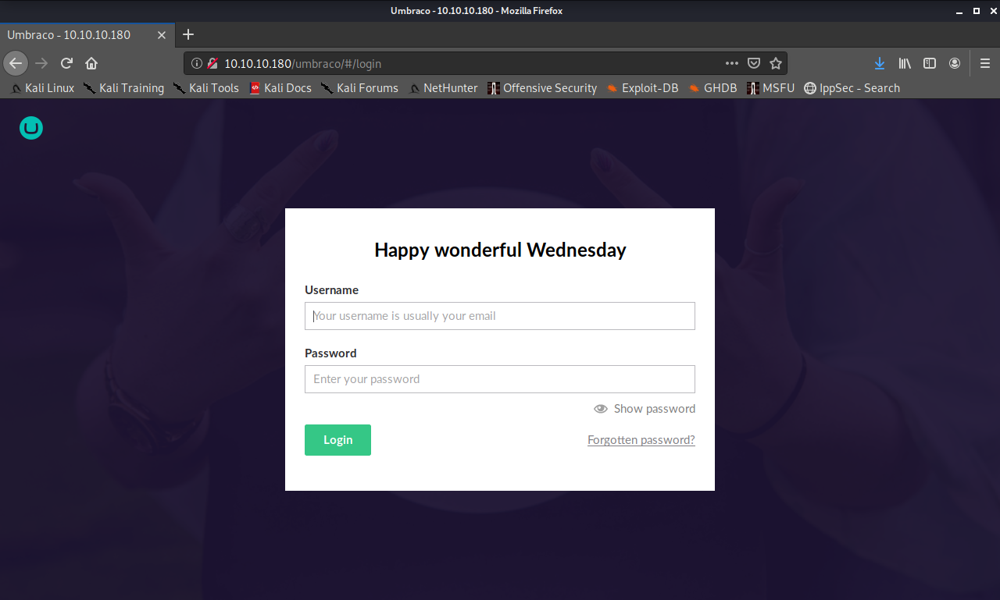 Umbraco - 10.10.10.180 - Mozilla Firefox
Umbraco - 10.10.10.180
10.10.10.180/umbraco/#/login
Kali Linux Kali Training Kali Tools Kali Docs Kali Forums NetHunter Offensive Security Exploit-DB GHDB MSFU IppSec - Search
Happy wonderful Wednesday
Username
Your username is usually your email
Password
Enter your password
Show password
Login Forgotten password?